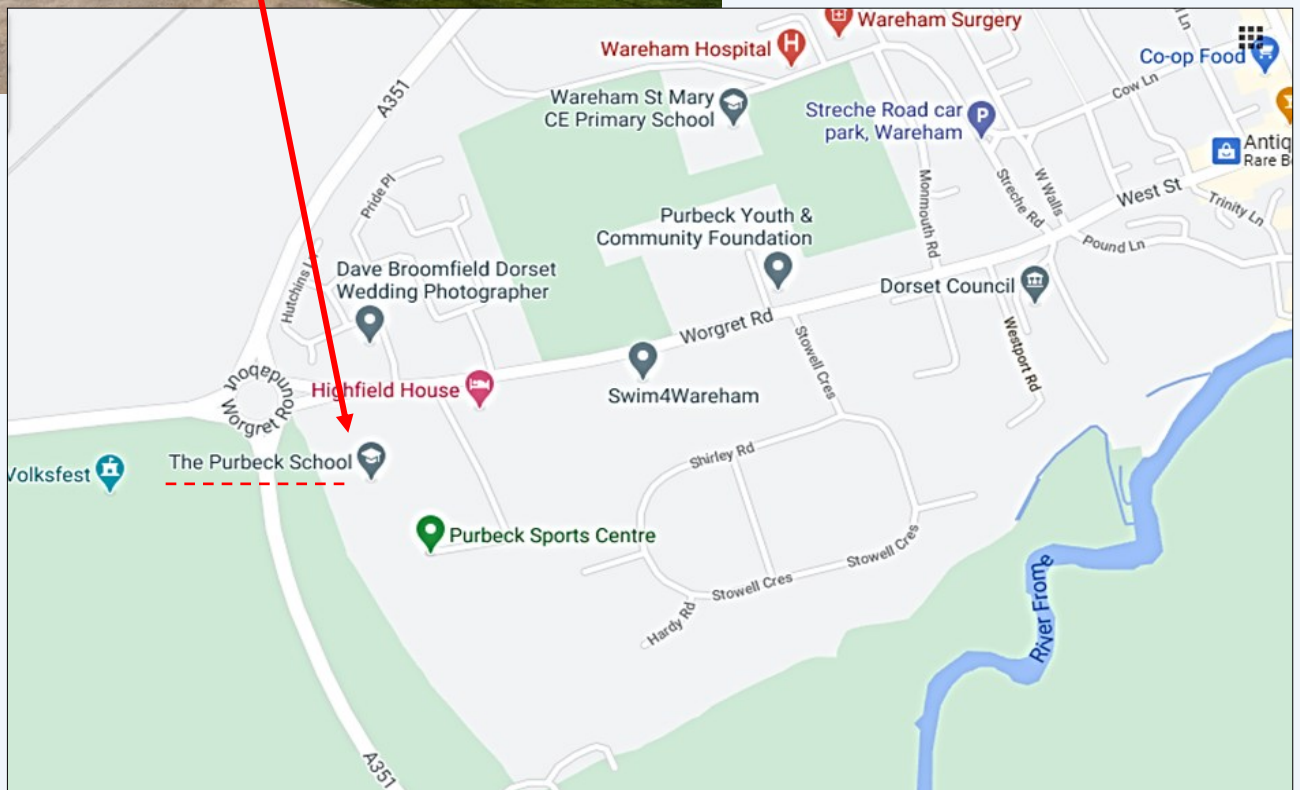 Wareham Surgery
Wareham Hospital
H
Co-op Food
Ln
A351
Wareham St Mary
CE Primary School
Streche Road car
park, Wareham
P
Cow Ln
Antiq
Rare B
Pride Pl
Monmouth Rd
Streche Rd
W Walls
West St
Trinity Ln
Purbeck Youth &
Community Foundation
Pound Ln
Hutchins L
Dave Broomfield Dorset
Wedding Photographer
Dorset Council
Worgret Rd
Westport Rd
Stowell Cres
Highfield House
Swim4Wareham
Worgret Roundabout
The Purbeck School
Volksfest
Shirley Rd
Purbeck Sports Centre
Stowell Cres
Stowell Cres
Hardy Rd
River Frome
A351